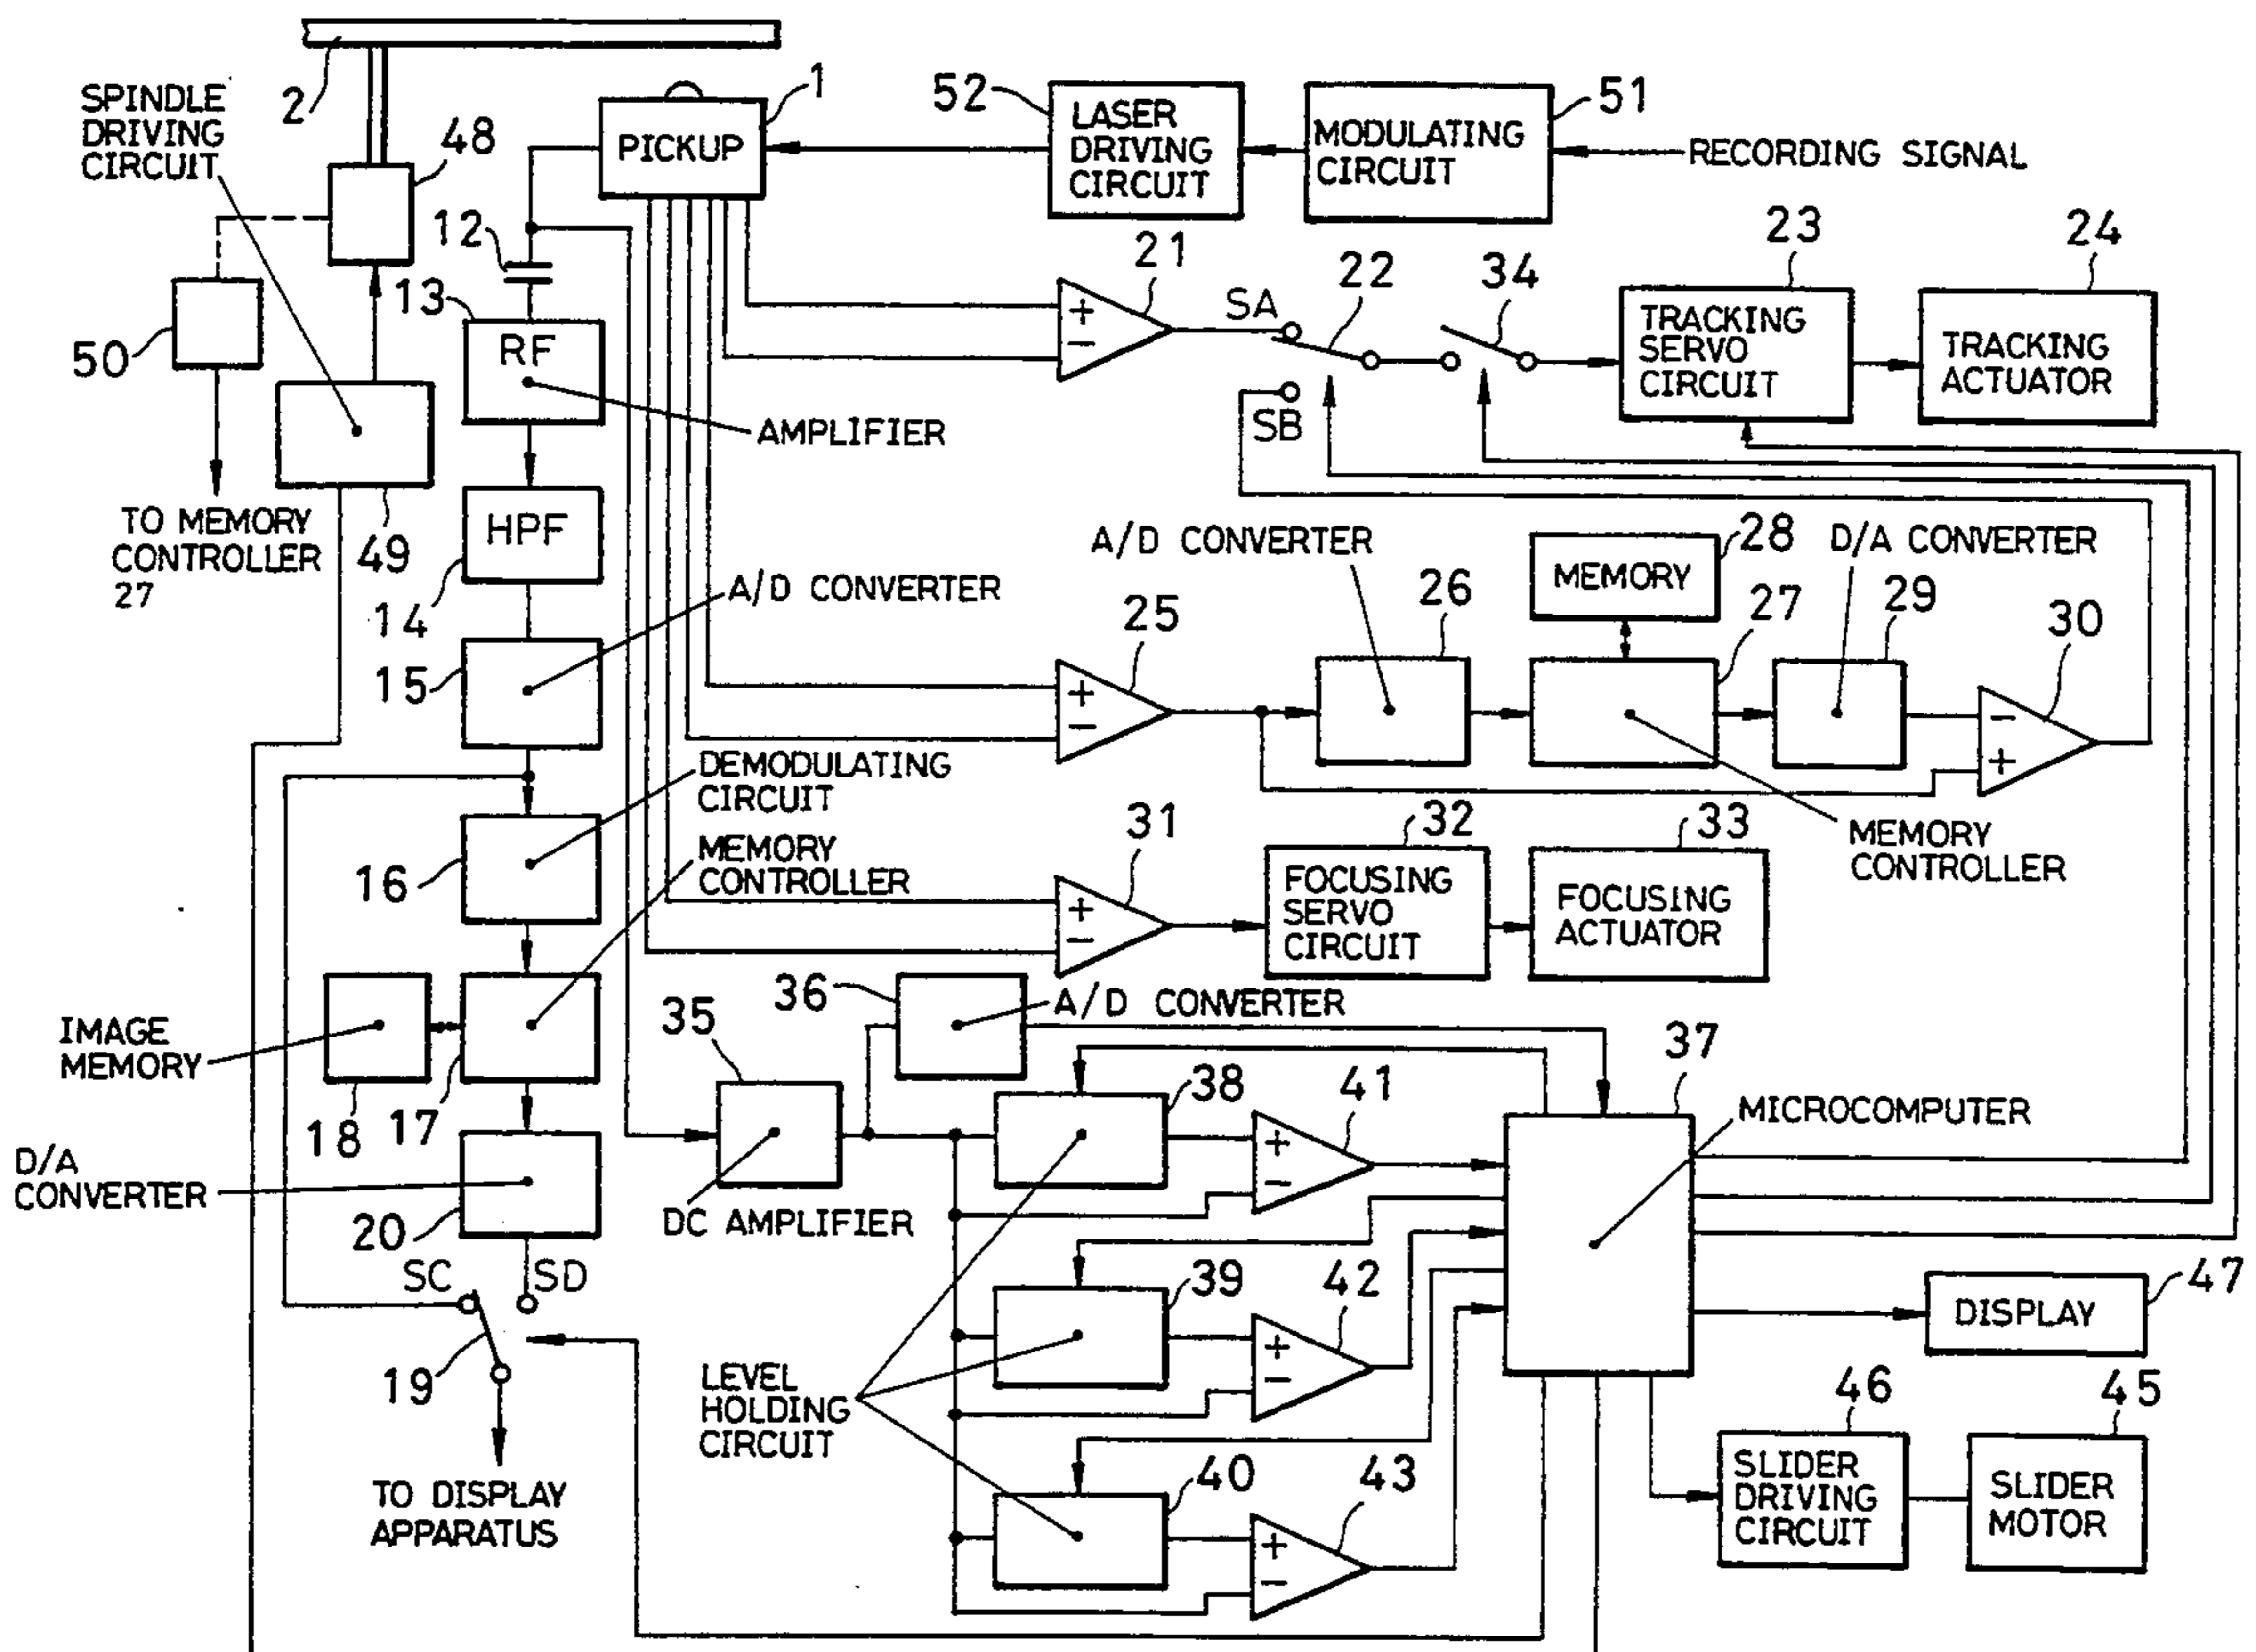 2
SPINDLE
DRIVING
CIRCUIT
48
50
TO MEMORY
CONTROLLER
27
49
1
PICKUP
52
LASER
DRIVING
CIRCUIT
51
MODULATING
CIRCUIT
RECORDING SIGNAL
12
13
RF
AMPLIFIER
HPF
14
A/D CONVERTER
15
DEMODULATING
CIRCUIT
16
MEMORY
CONTROLLER
IMAGE
MEMORY
18
17
D/A
CONVERTER
20
SC
SD
19
TO DISPLAY
APPARATUS
21
+
−
SA
22
SB
34
23
TRACKING
SERVO
CIRCUIT
24
TRACKING
ACTUATOR
25
+
−
A/D CONVERTER
26
28
MEMORY
27
D/A CONVERTER
29
30
−
+
MEMORY
CONTROLLER
31
+
−
32
FOCUSING
SERVO
CIRCUIT
33
FOCUSING
ACTUATOR
36
A/D CONVERTER
35
DC AMPLIFIER
38
41
+
−
37
MICROCOMPUTER
39
42
+
−
LEVEL
HOLDING
CIRCUIT
40
43
+
−
47
DISPLAY
46
SLIDER
DRIVING
CIRCUIT
45
SLIDER
MOTOR